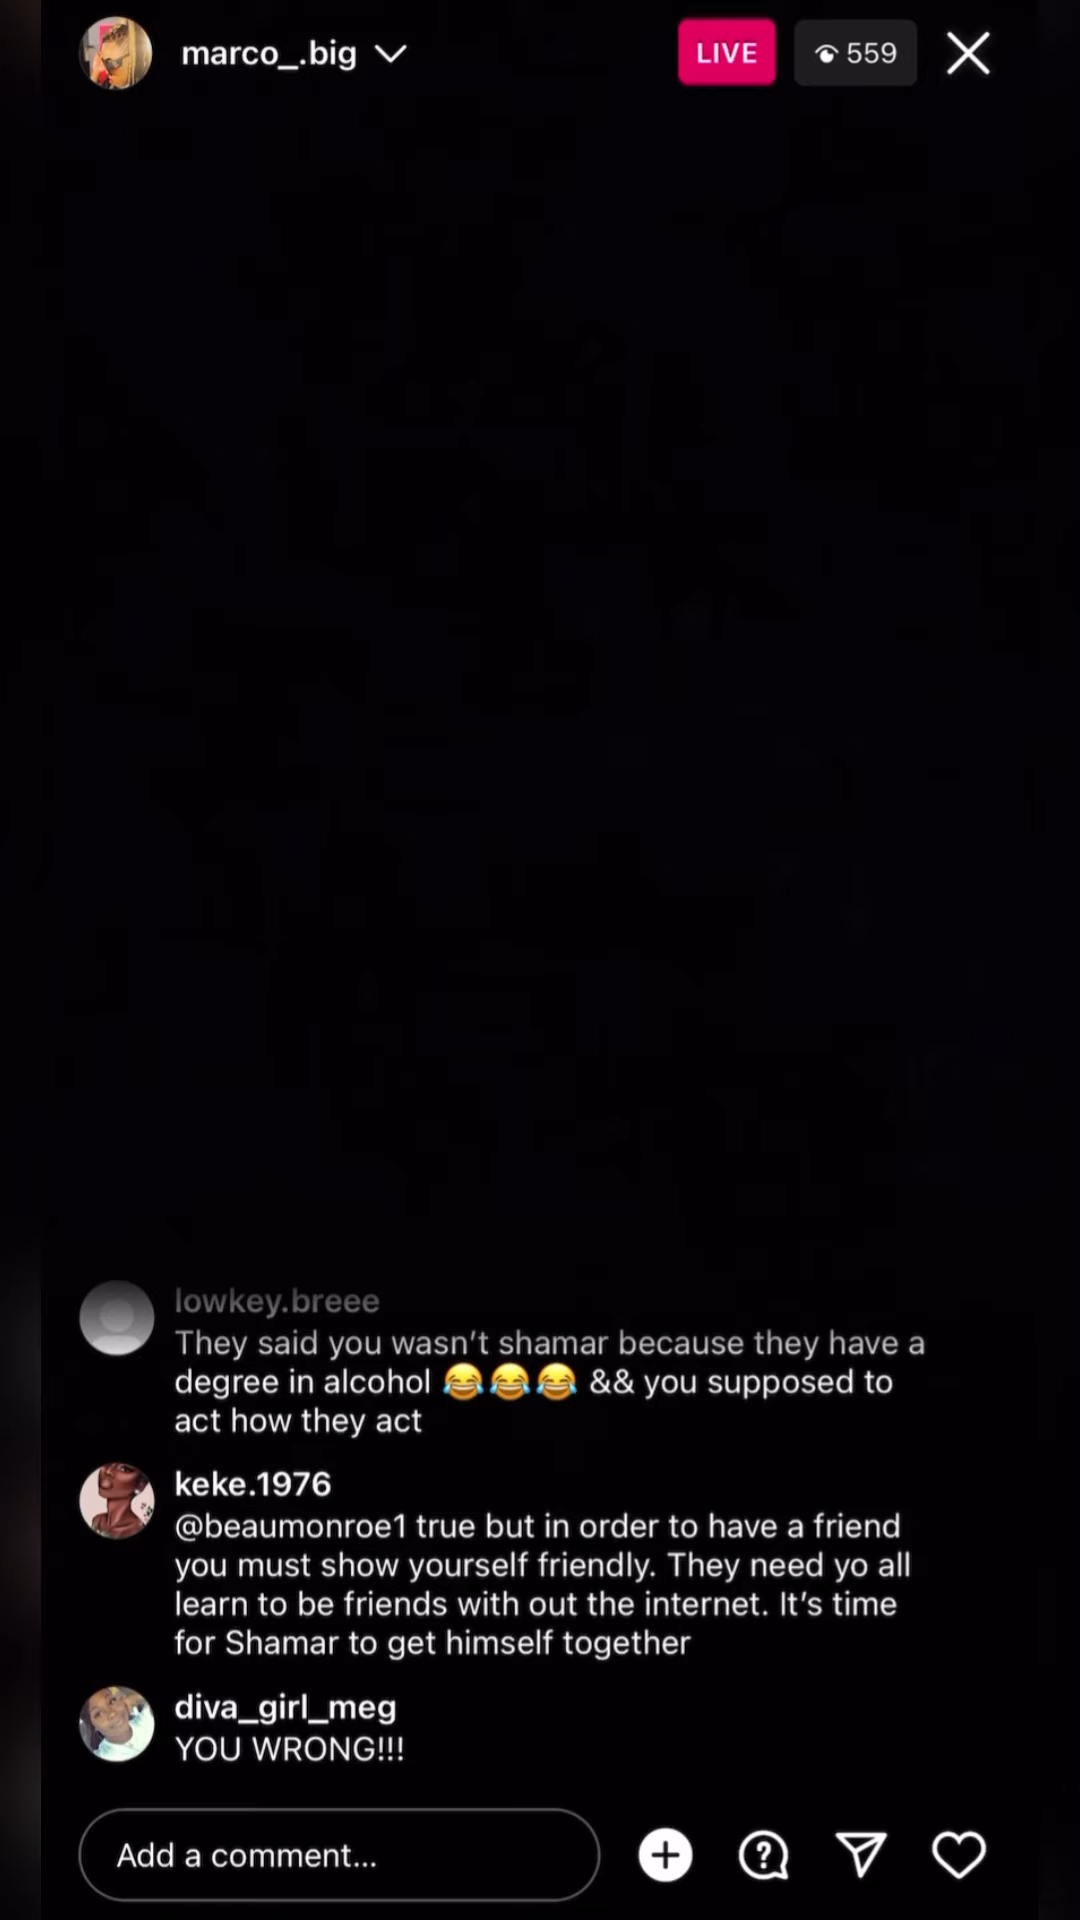 marco_.big
LIVE
559
lowkey.breee
They said you wasn't shamar because they have a
degree in alcohol 😂😂😂 && you supposed to
act how they act
keke.1976
@beaumonroe1 true but in order to have a friend
you must show yourself friendly. They need yo all
learn to be friends with out the internet. It's time
for Shamar to get himself together
diva_girl_meg
YOU WRONG!!!
Add a comment...